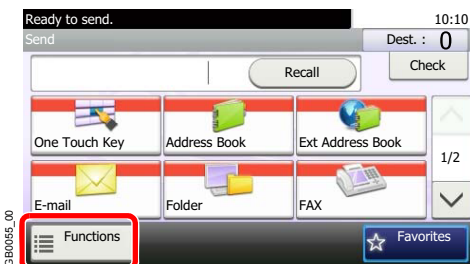 Ready to send.
10:10
Send
Dest. : 0
Recall
Check
One Touch Key
Address Book
Ext Address Book
1/2
E-mail
Folder
FAX
Functions
Favorites
GB0085_00